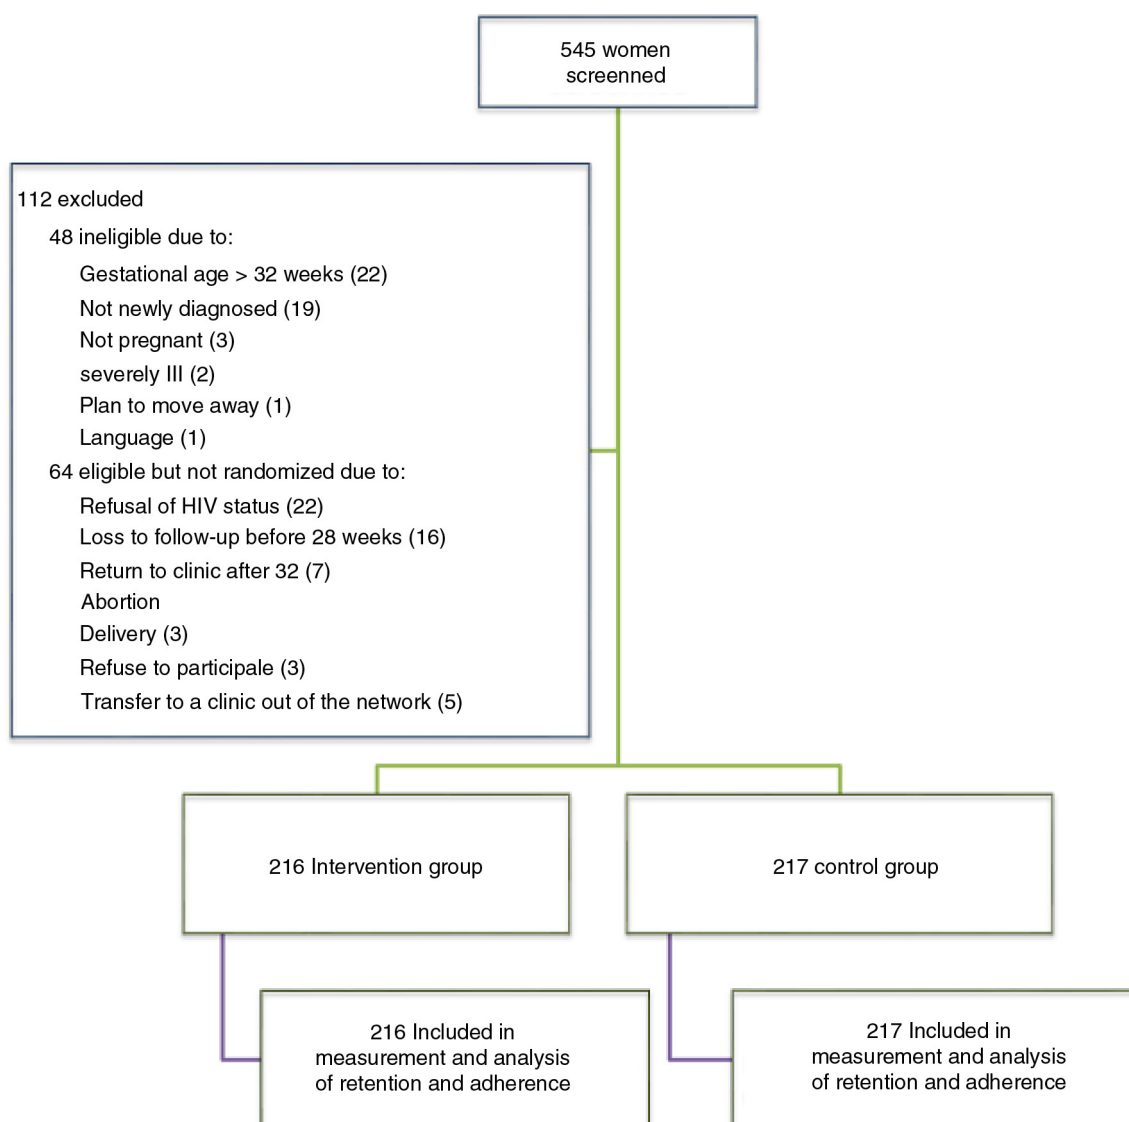 545 women
screenned
112 excluded
48 ineligible due to:
Gestational age > 32 weeks (22)
Not newly diagnosed (19)
Not pregnant (3)
severely III (2)
Plan to move away (1)
Language (1)
64 eligible but not randomized due to:
Refusal of HIV status (22)
Loss to follow-up before 28 weeks (16)
Return to clinic after 32 (7)
Abortion
Delivery (3)
Refuse to participale (3)
Transfer to a clinic out of the network (5)
216 Intervention group
217 control group
216 Included in
measurement and analysis
of retention and adherence
217 Included in
measurement and analysis
of retention and adherence